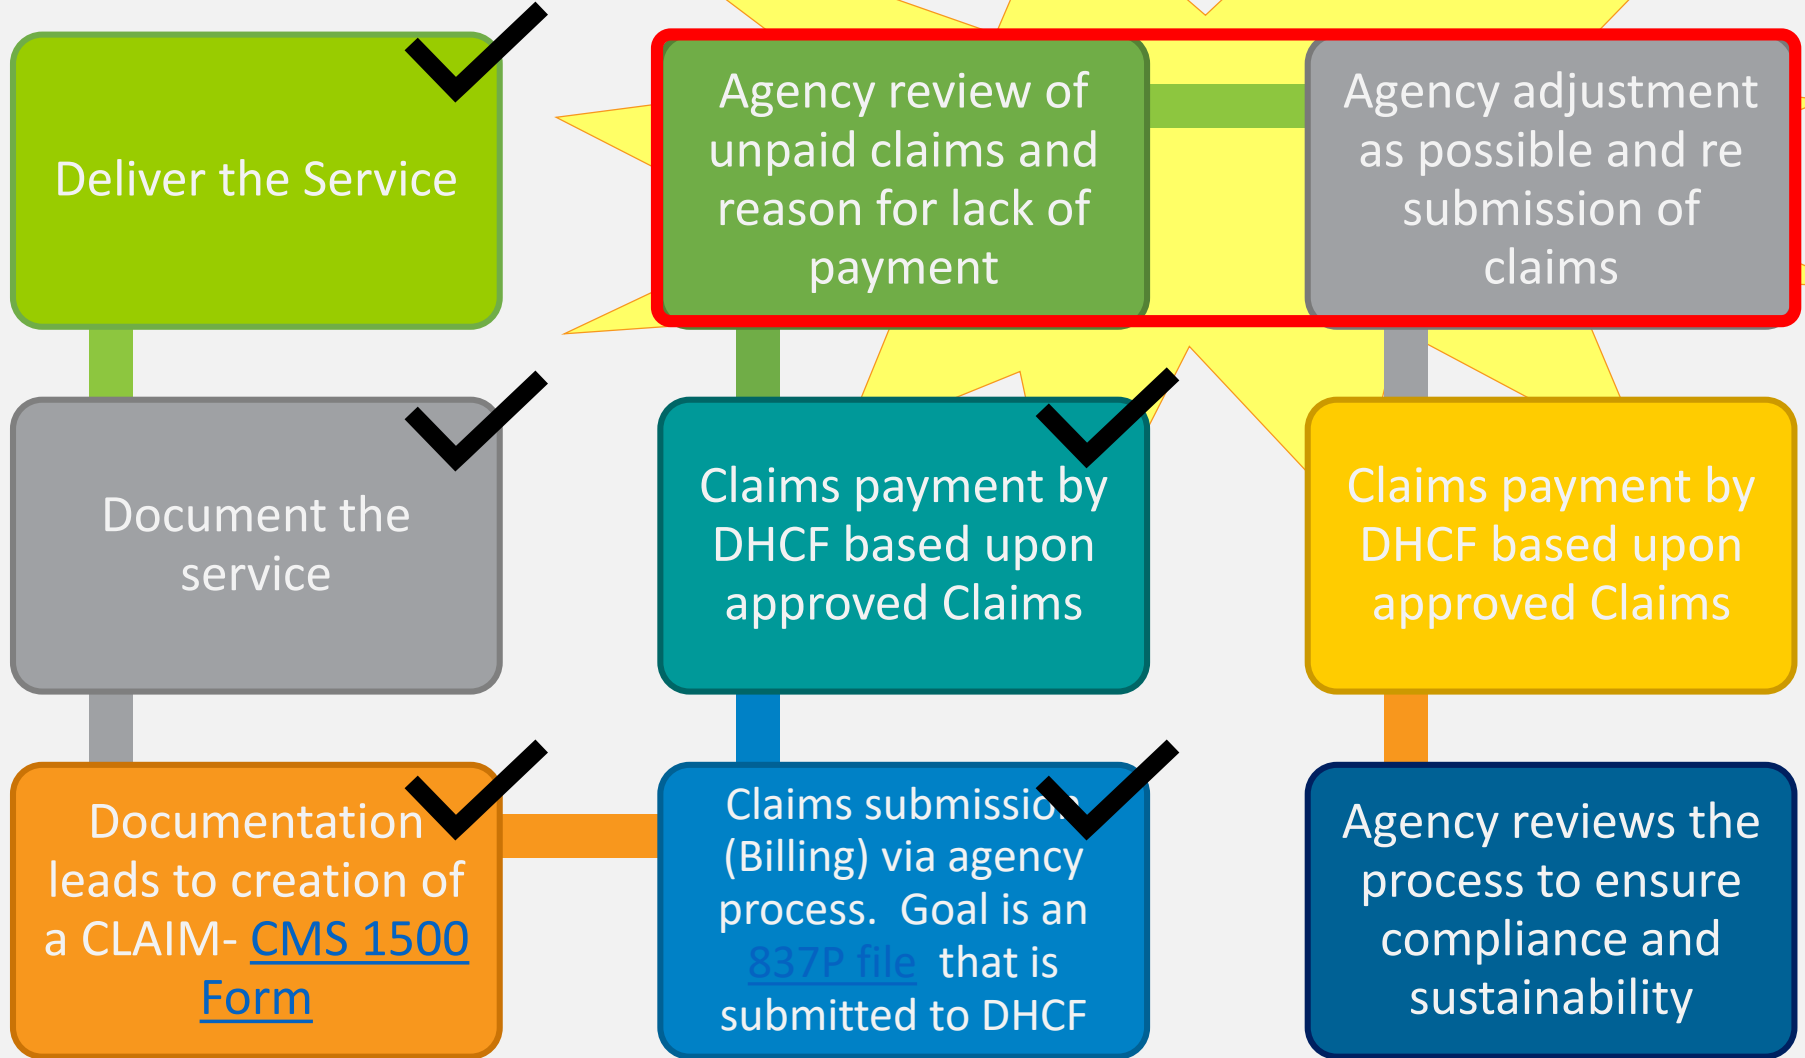 Deliver the Service
Document the
service
Documentation
leads to creation of
a CLAIM- CMS 1500
Form
Claims submission
(Billing) via agency
process.  Goal is an
837P file  that is
submitted to DHCF
Claims payment by
DHCF based upon
approved Claims
Agency review of
unpaid claims and
reason for lack of
payment
Agency adjustment
as possible and re
submission of
claims
Claims payment by
DHCF based upon
approved Claims
Agency reviews the
process to ensure
compliance and
sustainability